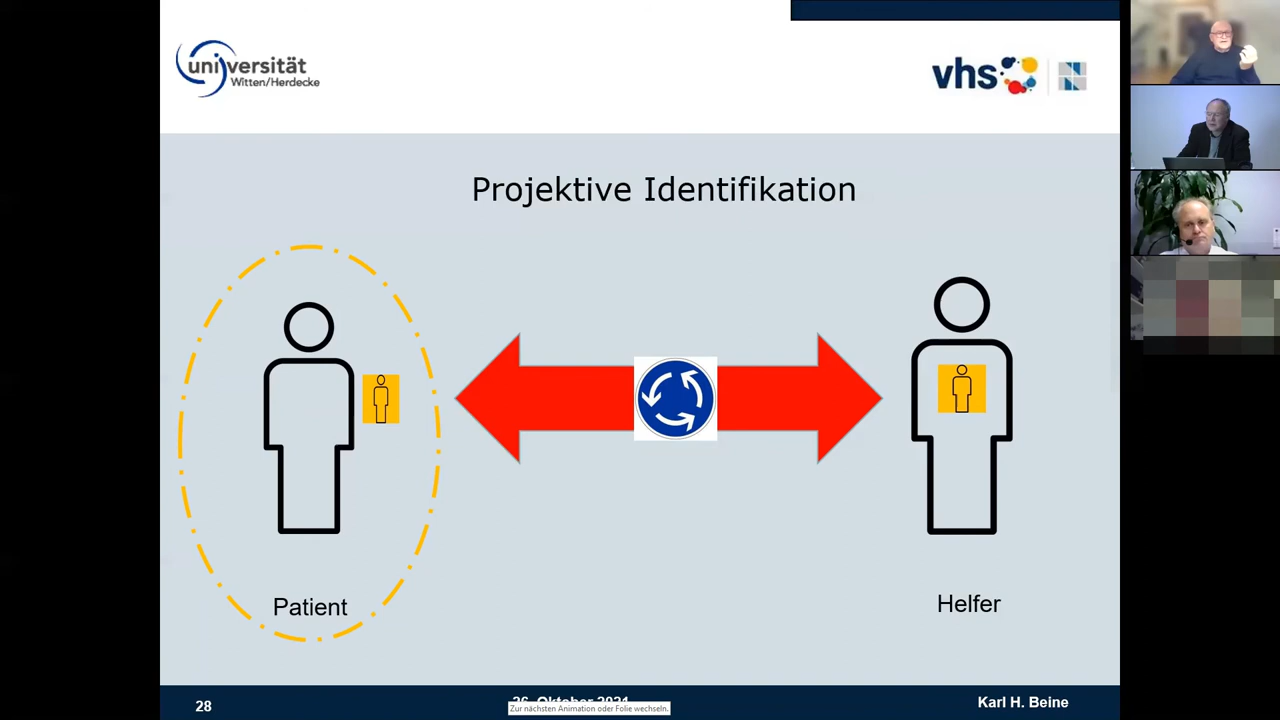 universität
Witten/Herdecke
vhs
Projektive Identifikation
Patient
Helfer
28
26. Oktober 2021
Karl H. Beine
Zur nächsten Animation oder Folie wechseln.